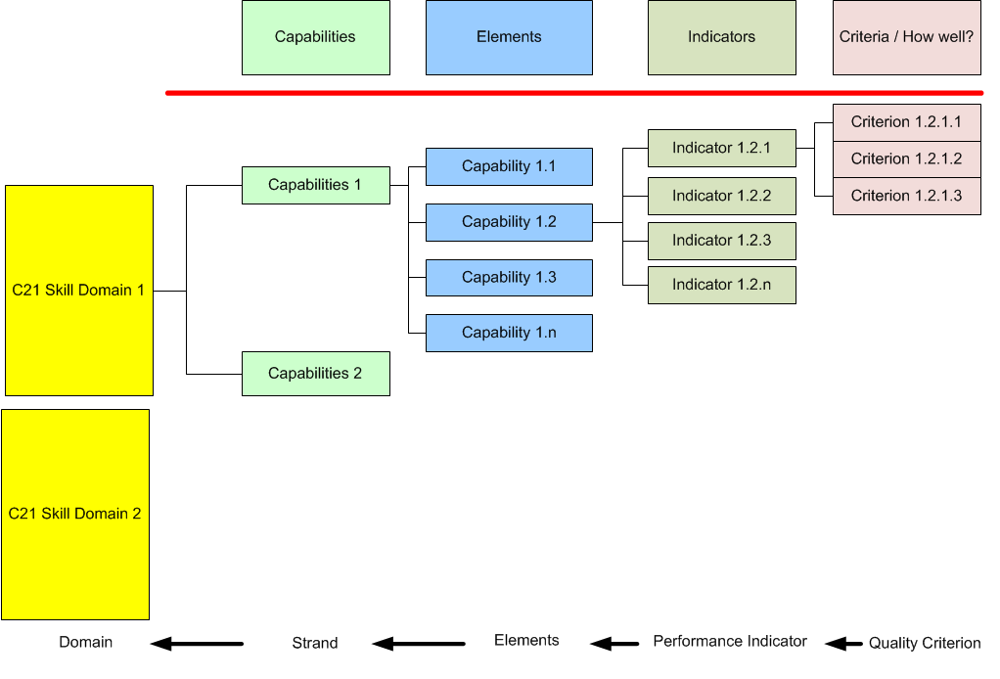 Capabilities
Elements
Indicators
Criteria / How well?
C21 Skill Domain 1
Capabilities 1
Capabilities 2
Capability 1.1
Capability 1.2
Capability 1.3
Capability 1.n
Indicator 1.2.1
Indicator 1.2.2
Indicator 1.2.3
Indicator 1.2.n
Criterion 1.2.1.1
Criterion 1.2.1.2
Criterion 1.2.1.3
C21 Skill Domain 2
Domain
Strand
Elements
Performance Indicator
Quality Criterion